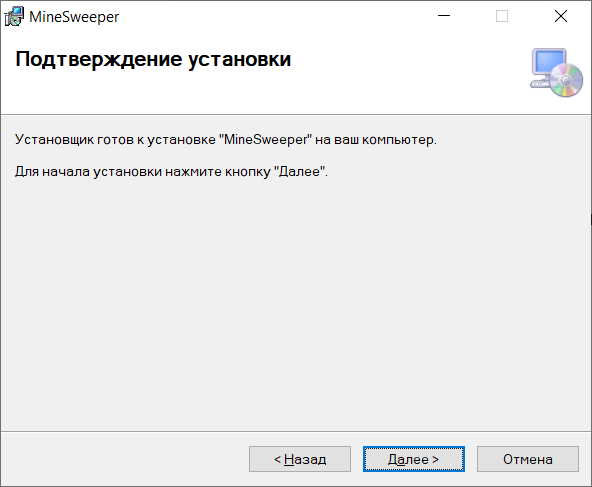 MineSweeper
Подтверждение установки
Установщик готов к установке "MineSweeper" на ваш компьютер.
Для начала установки нажмите кнопку "Далее".
< Назад
Далее >
Отмена